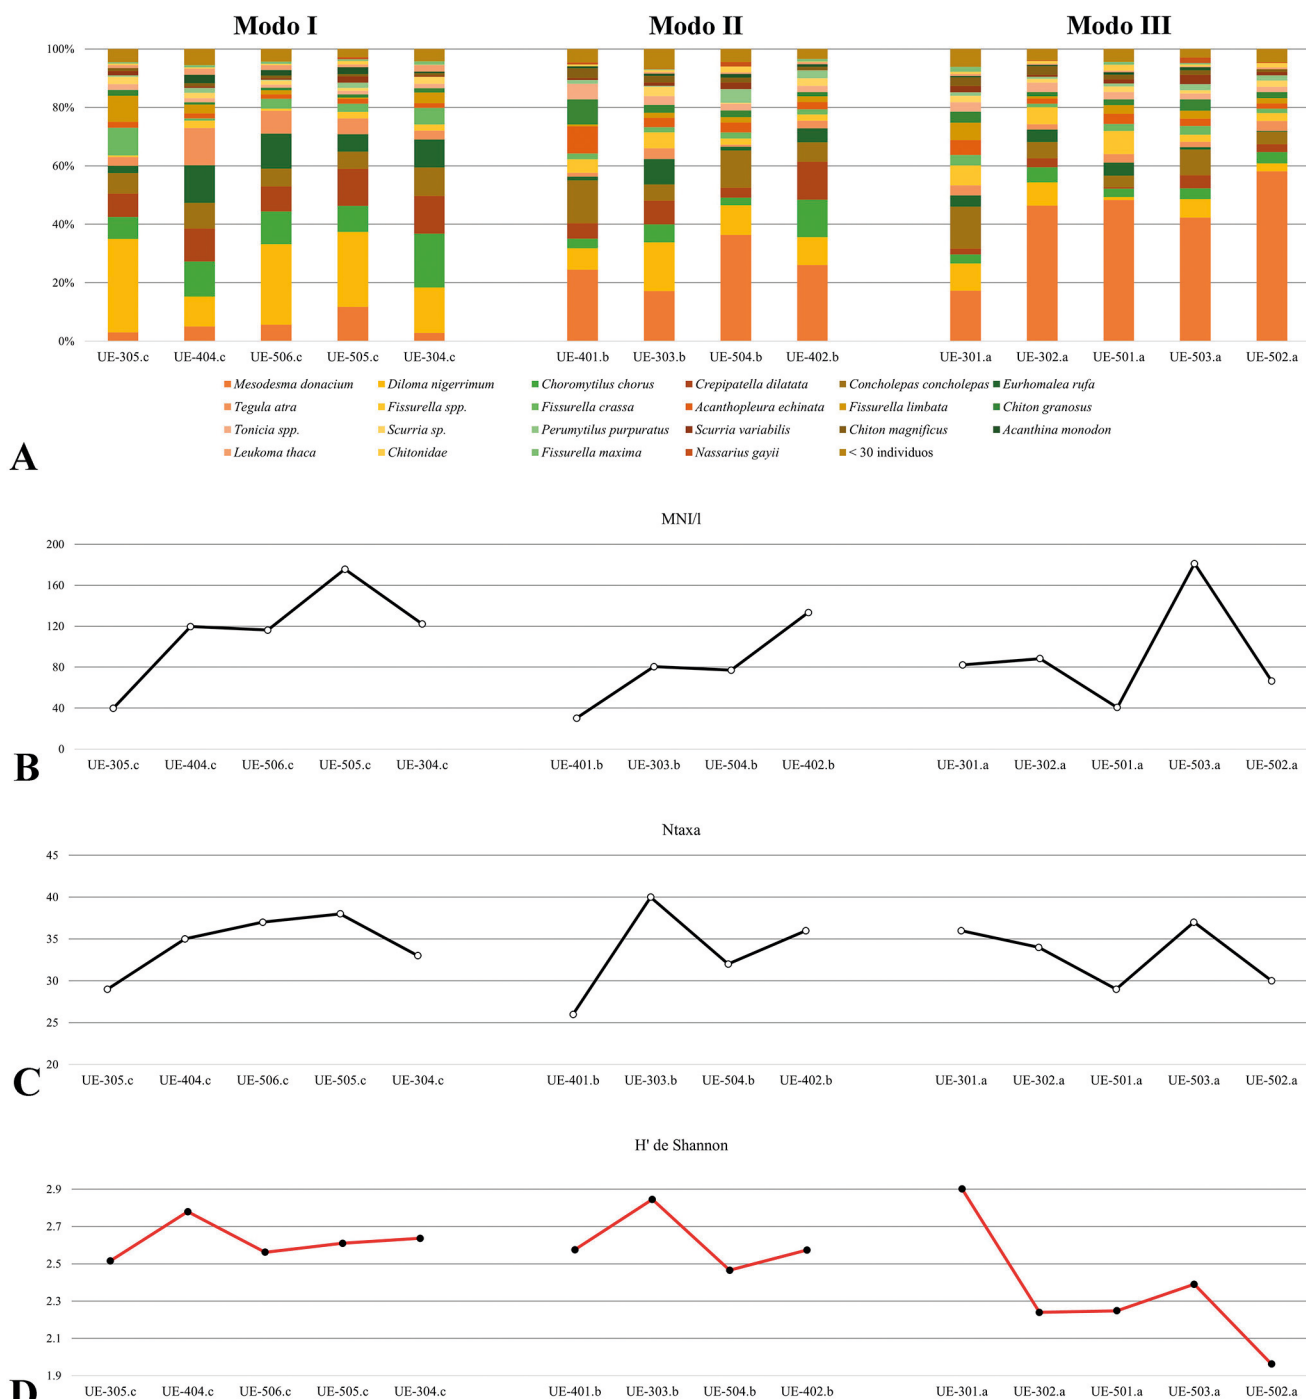 Modo I Modo II Modo III
A
100%
80%
60%
40%
20%
0%
UE-305.c UE-404.c UE-506.c UE-505.c UE-304.c UE-401.b UE-303.b UE-504.b UE-402.b UE-301.a UE-302.a UE-501.a UE-503.a UE-502.a
Mesodesma donacium Diloma nigerrimum Choromytilus chorus Crepipatella dilatata Concholepas concholepas Eurhomalea rufa
Tegula atra Fissurella spp. Fissurella crassa Acanthopleura echinata Fissurella limbata Chiton granosus
Tonicia spp. Scurria sp. Perumytilus purpuratus Scurria variabilis Chiton magnificus Acanthina monodon
Leukoma thaca Chitonidae Fissurella maxima Nassarius gayii < 30 individuos
MNI/l
200
160
120
80
40
0
B
UE-305.c UE-404.c UE-506.c UE-505.c UE-304.c UE-401.b UE-303.b UE-504.b UE-402.b UE-301.a UE-302.a UE-501.a UE-503.a UE-502.a
Ntaxa
45
40
35
30
25
20
C
UE-305.c UE-404.c UE-506.c UE-505.c UE-304.c UE-401.b UE-303.b UE-504.b UE-402.b UE-301.a UE-302.a UE-501.a UE-503.a UE-502.a
H' de Shannon
2.9
2.7
2.5
2.3
2.1
1.9
D
UE-305.c UE-404.c UE-506.c UE-505.c UE-304.c UE-401.b UE-303.b UE-504.b UE-402.b UE-301.a UE-302.a UE-501.a UE-503.a UE-502.a